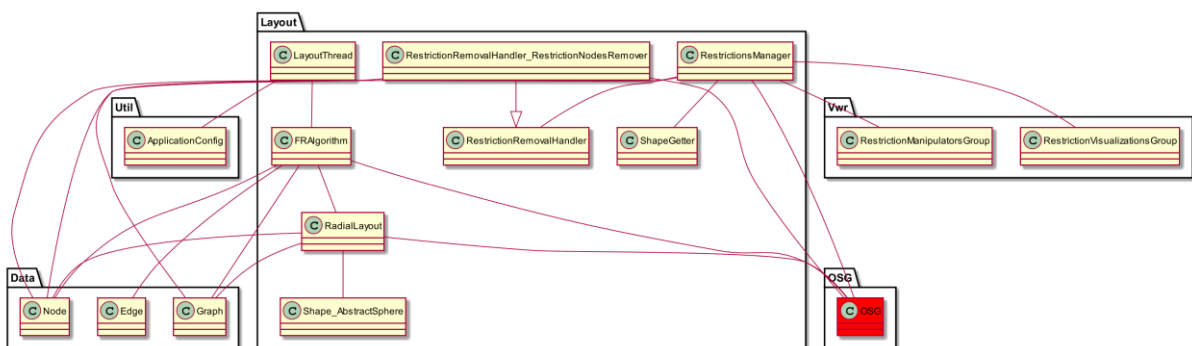 Layout
C LayoutThread
C RestrictionRemovalHandler_RestrictionNodesRemover
C RestrictionsManager
Util
C ApplicationConfig
C FRAlgorithm
C RestrictionRemovalHandler
C ShapeGetter
Vwr
C RestrictionManipulatorsGroup
C RestrictionVisualizationsGroup
C RadialLayout
Data
C Node
C Edge
C Graph
C Shape_AbstractSphere
OSG
C OSG